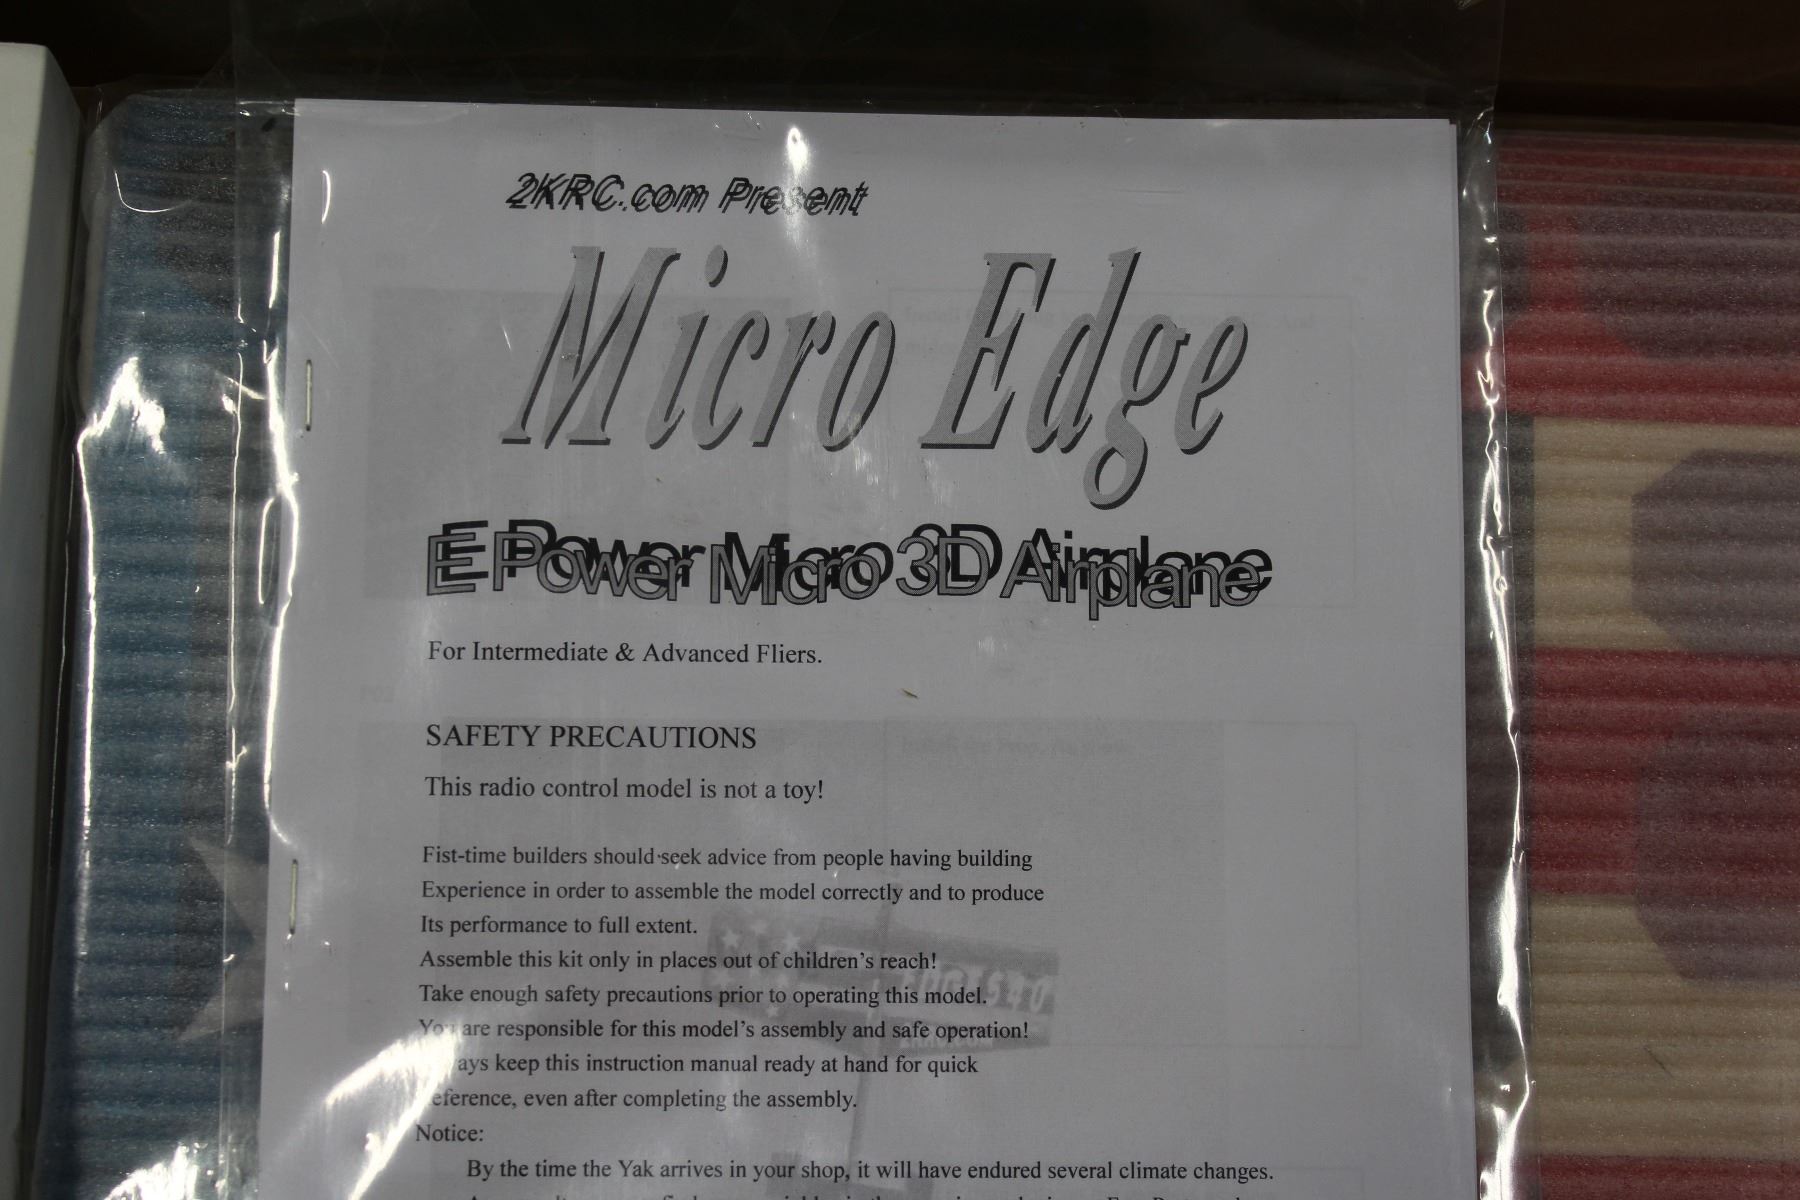 2KRC.com Present
Micro Edge
E Power Micro 3D Airplane
For Intermediate & Advanced Fliers.
SAFETY PRECAUTIONS
This radio control model is not a toy!
Fist-time builders should seek advice from people having building
Experience in order to assemble the model correctly and to produce
Its performance to full extent.
Assemble this kit only in places out of children's reach!
Take enough safety precautions prior to operating this model.
You are responsible for this model's assembly and safe operation!
ays keep this instruction manual ready at hand for quick
eference, even after completing the assembly.
Notice:
By the time the Yak arrives in your shop, it will have endured several climate changes.